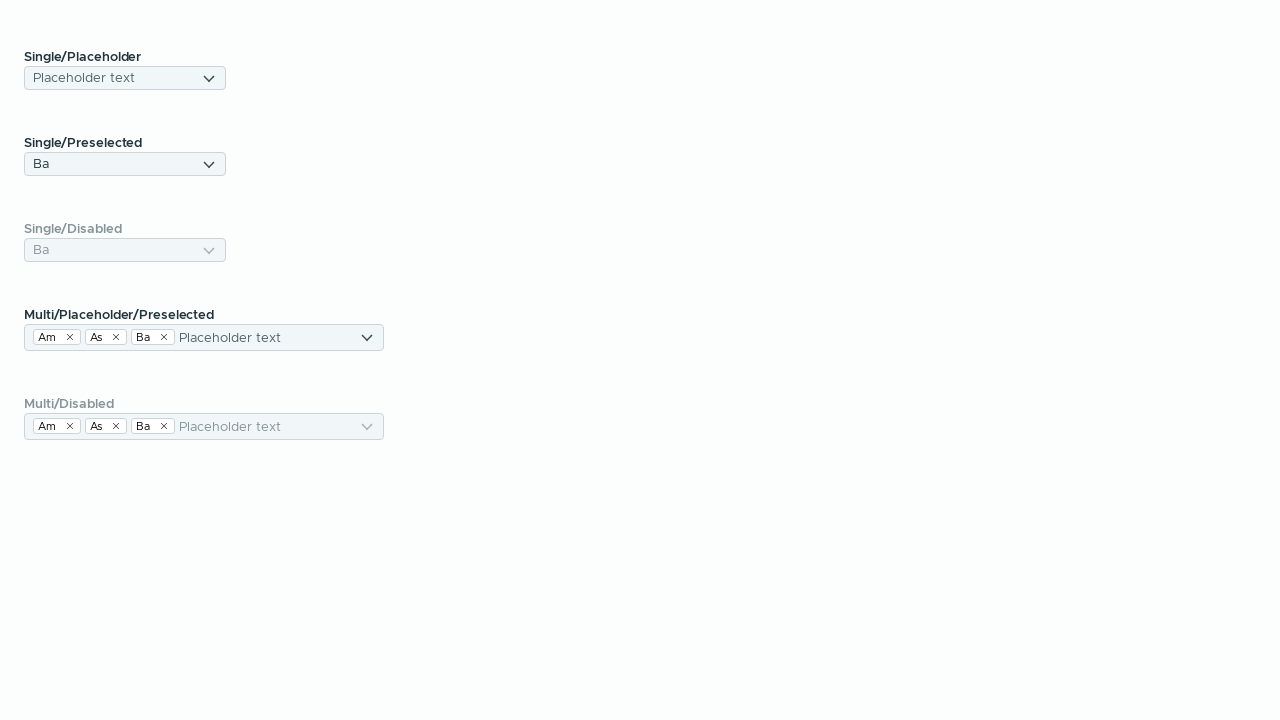 Single/Placeholder
Placeholder text
Single/Preselected
Ba
Single/Disabled
Ba
Multi/Placeholder/Preselected
Am As Ba Placeholder text
Multi/Disabled
Am As Ba Placeholder text